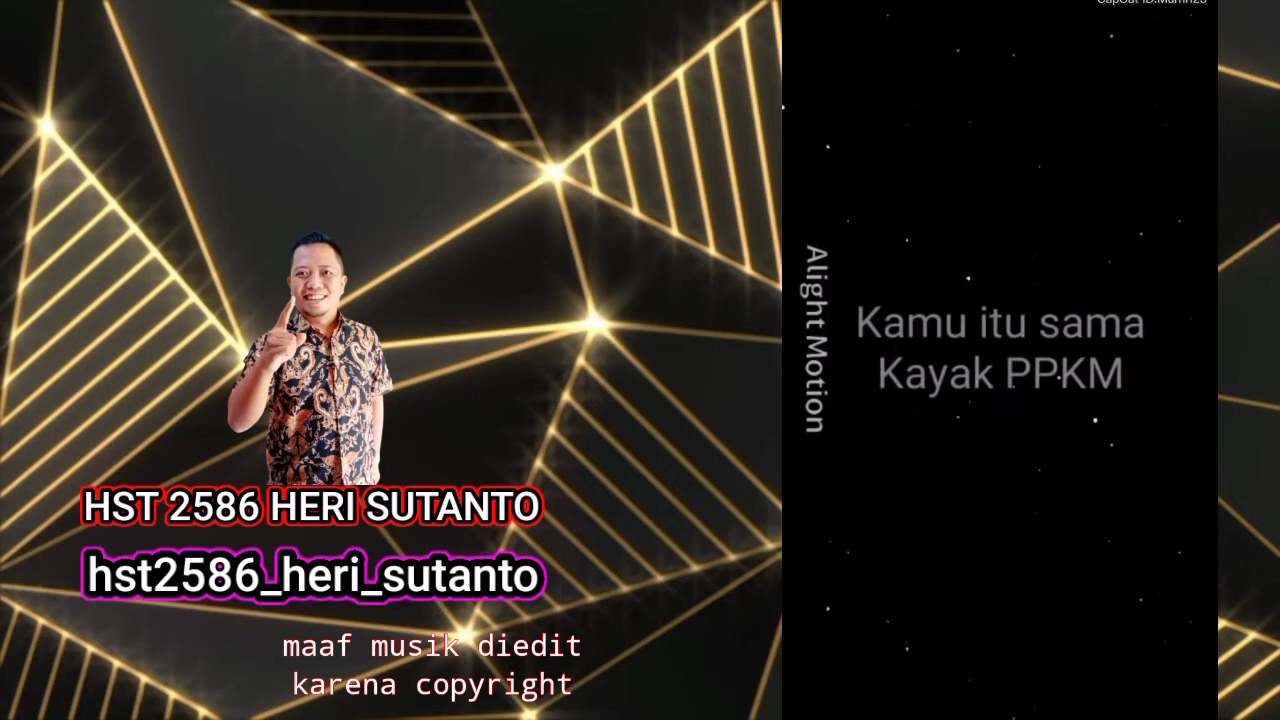 HST 2586 HERI SUTANTO
hst2586_heri_sutanto
maaf musik diedit
karena copyright
Alight Motion
Kamu itu sama
Kayak PPKM